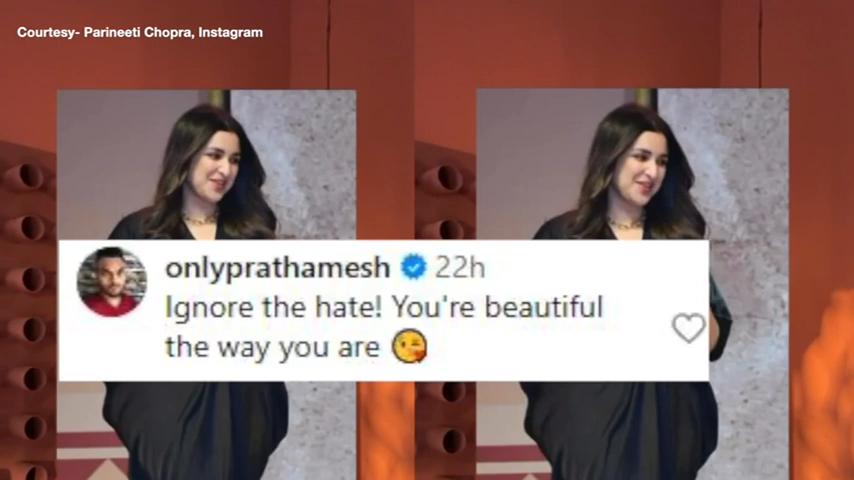 Courtesy- Parineeti Chopra, Instagram
onlyprathamesh 22h
Ignore the hate! You're beautiful
the way you are 😘